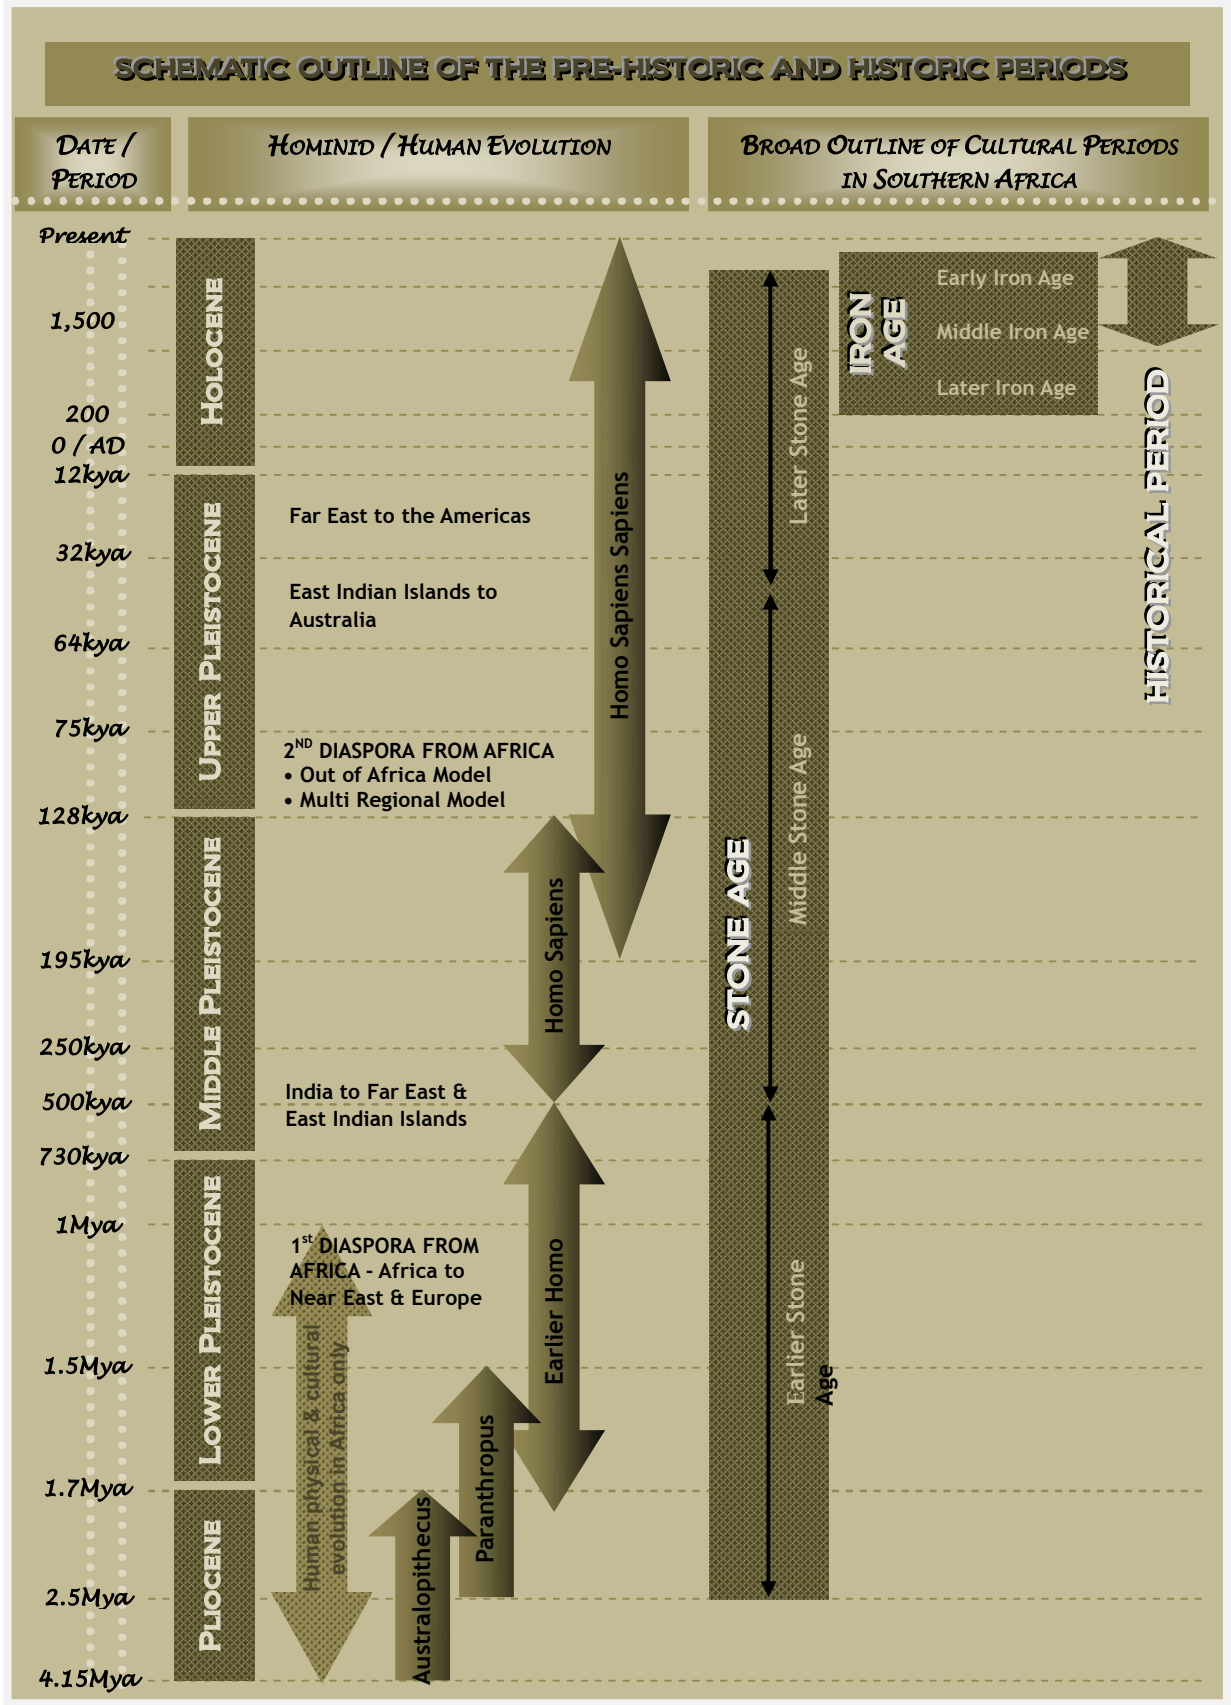 SCHEMATIC OUTLINE OF THE PRE-HISTORIC AND HISTORIC PERIODS
DATE /
PERIOD
HOMINID / HUMAN EVOLUTION
BROAD OUTLINE OF CULTURAL PERIODS
IN SOUTHERN AFRICA
Present
1,500
200
0 / AD
12kya
32kya
64kya
75kya
128kya
195kya
250kya
500kya
730kya
1Mya
1.5Mya
1.7Mya
2.5Mya
4.15Mya
HOLOCENE
UPPER PLEISTOCENE
MIDDLE PLEISTOCENE
LOWER PLEISTOCENE
PLIOCENE
Far East to the Americas
East Indian Islands to
Australia
2ND DIASPORA FROM AFRICA
• Out of Africa Model
• Multi Regional Model
India to Far East &
East Indian Islands
1st DIASPORA FROM
AFRICA - Africa to
Near East & Europe
Human physical & cultural
evolution in Africa only
Australopithecus
Paranthropus
Earlier Homo
Homo Sapiens
Homo Sapiens Sapiens
STONE AGE
Later Stone Age
Middle Stone Age
Earlier Stone
Age
IRON
AGE
Early Iron Age
Middle Iron Age
Later Iron Age
HISTORICAL PERIOD